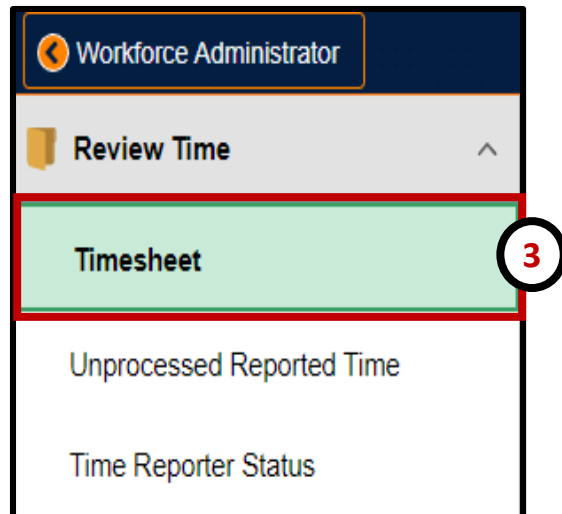 Workforce Administrator
Review Time
Timesheet
3
Unprocessed Reported Time
Time Reporter Status